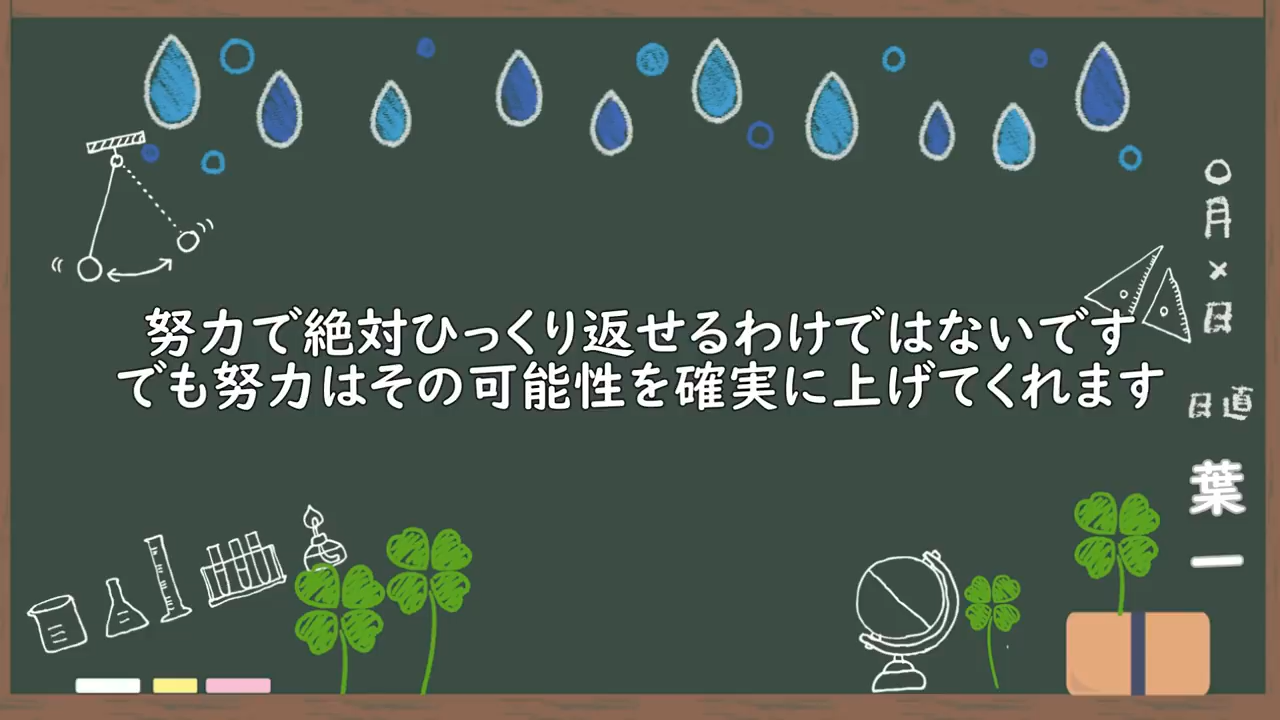 努力で絶対ひっくり返せるわけではないです
でも努力はその可能性を確実に上げてくれます
○月×日
日直
葉一